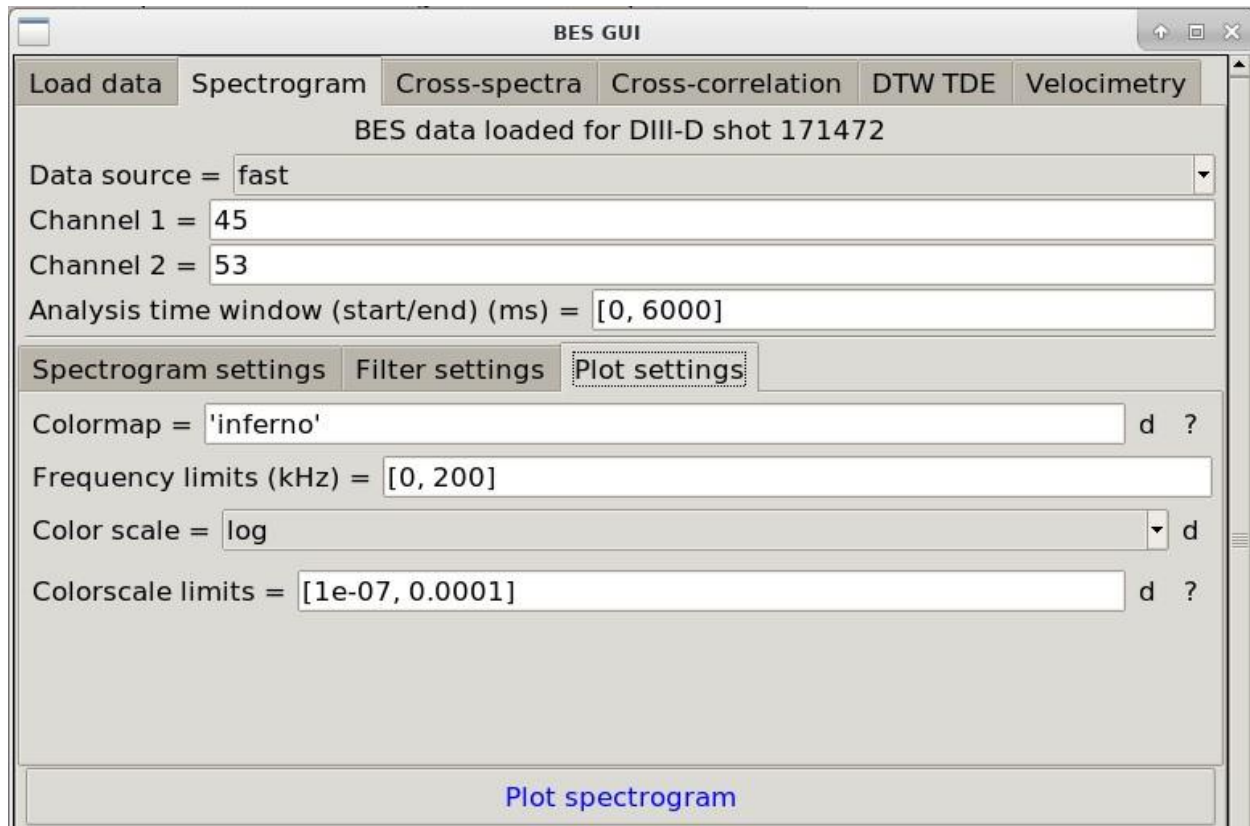 BES GUI
Load data Spectrogram Cross-spectra Cross-correlation DTW TDE Velocimetry
BES data loaded for DIII-D shot 171472
Data source = fast
Channel 1 = 45
Channel 2 = 53
Analysis time window (start/end) (ms) = [0, 6000]
Spectrogram settings Filter settings Plot settings
Colormap = 'inferno' d ?
Frequency limits (kHz) = [0, 200]
Color scale = log d
Colorscale limits = [1e-07, 0.0001] d ?
Plot spectrogram